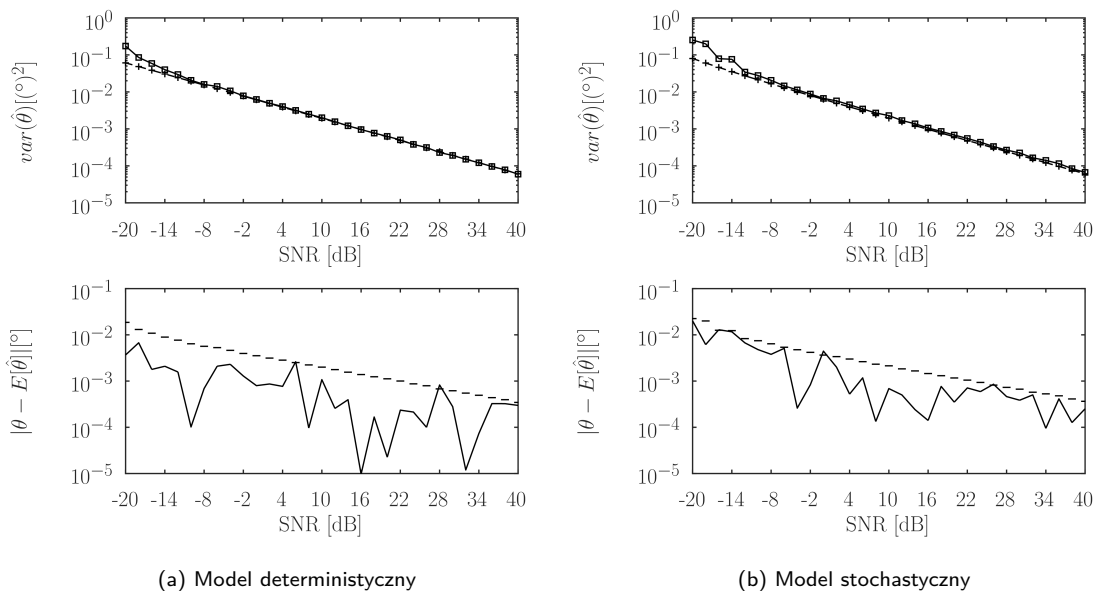 10^0
10^{-1}
10^{-2}
10^{-3}
10^{-4}
10^{-5}
var(θ̂)[(°)^2]
-20 -14 -8 -2 4 10 16 22 28 34 40
SNR [dB]
10^0
10^{-1}
10^{-2}
10^{-3}
10^{-4}
10^{-5}
var(θ̂)[(°)^2]
-20 -14 -8 -2 4 10 16 22 28 34 40
SNR [dB]
10^{-1}
10^{-2}
10^{-3}
10^{-4}
10^{-5}
|θ − E[θ̂]|[°]
-20 -14 -8 -2 4 10 16 22 28 34 40
SNR [dB]
10^{-1}
10^{-2}
10^{-3}
10^{-4}
10^{-5}
|θ − E[θ̂]|[°]
-20 -14 -8 -2 4 10 16 22 28 34 40
SNR [dB]
(a) Model deterministyczny
(b) Model stochastyczny